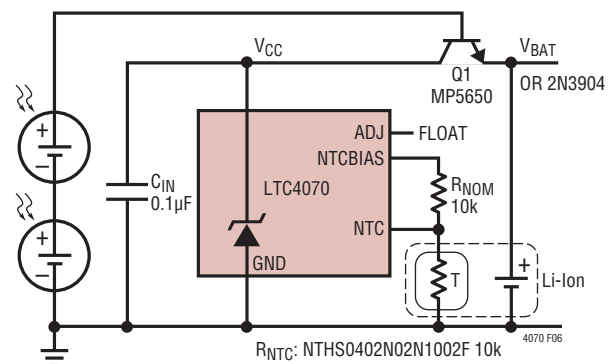 VCC
VBAT
Q1
MP5650
OR 2N3904
ADJ
FLOAT
NTCBIAS
LTC4070
CIN
0.1µF
RNOM
10k
NTC
+
−
+
−
GND
T
+
Li-Ion
4070 F06
RNTC: NTHS0402N02N1002F 10k